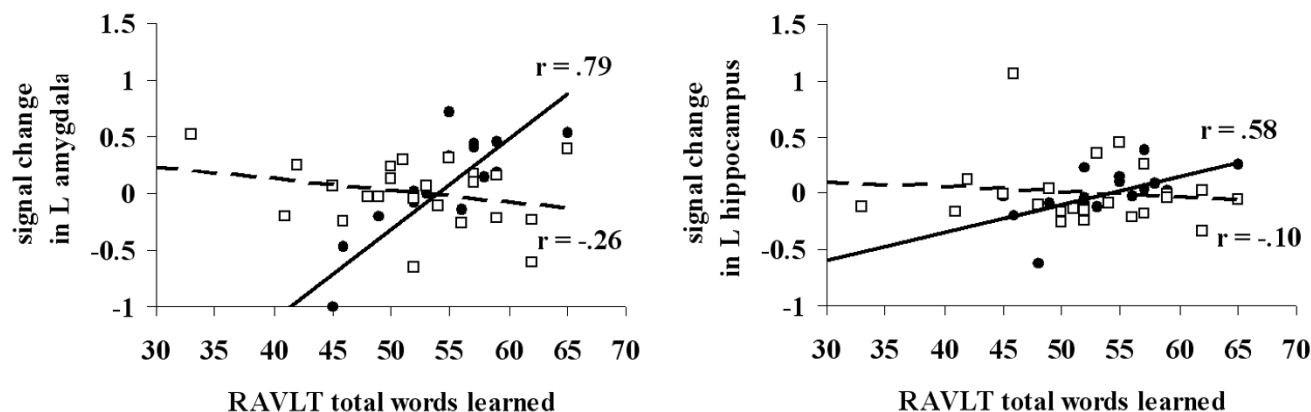 signal change
in L amygdala
1.5
1
0.5
0
-0.5
-1
r = .79
r = -.26
30 35 40 45 50 55 60 65 70
RAVLT total words learned
signal change
in L hippocampus
1.5
1
0.5
0
-0.5
-1
r = .58
r = -.10
30 35 40 45 50 55 60 65 70
RAVLT total words learned